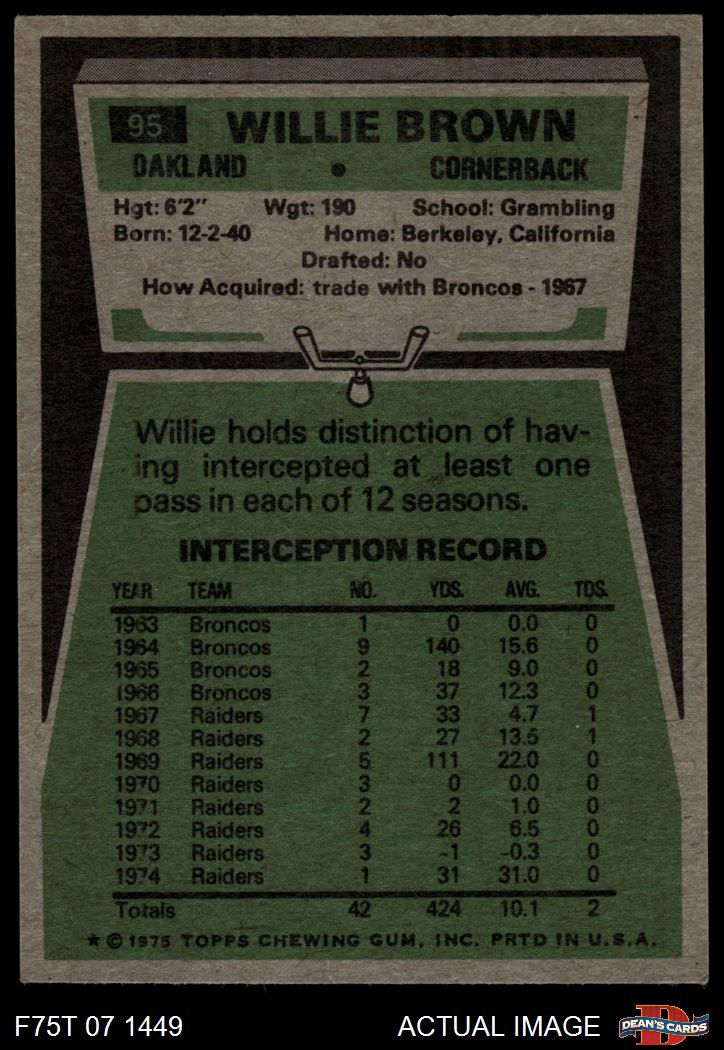 95 WILLIE BROWN
OAKLAND • CORNERBACK
Hgt: 6'2" Wgt: 190 School: Grambling
Born: 12-2-40 Home: Berkeley, California
Drafted: No
How Acquired: trade with Broncos - 1967
Willie holds distinction of hav-
ing intercepted at least one
pass in each of 12 seasons.
INTERCEPTION RECORD
YEAR TEAM NO. YDS. AVG. TDS.
1963 Broncos 1 0 0.0 0
1964 Broncos 9 140 15.6 0
1965 Broncos 2 18 9.0 0
1966 Broncos 3 37 12.3 0
1967 Raiders 7 33 4.7 1
1968 Raiders 2 27 13.5 1
1969 Raiders 5 111 22.0 0
1970 Raiders 3 0 0.0 0
1971 Raiders 2 2 1.0 0
1972 Raiders 4 26 6.5 0
1973 Raiders 3 -1 -0.3 0
1974 Raiders 1 31 31.0 0
Totals 42 424 10.1 2
★ © 1975 TOPPS CHEWING GUM, INC. PRTD IN U.S.A.
F75T 07 1449 ACTUAL IMAGE D DEAN'S CARDS